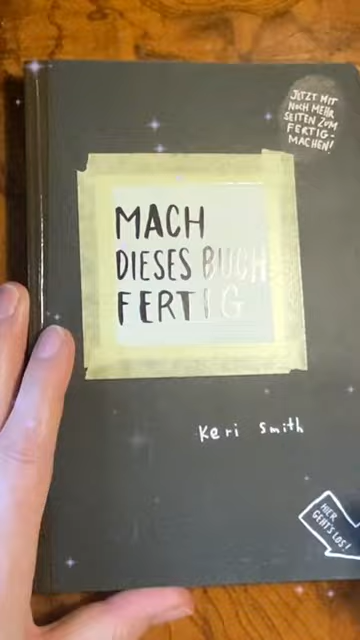 JETZT MIT
NOCH MEHR
SEITEN ZUM
FERTIG-
MACHEN!
MACH
DIESES BUCH
FERTIG
Keri Smith
HIER
GEHT'S LOS!